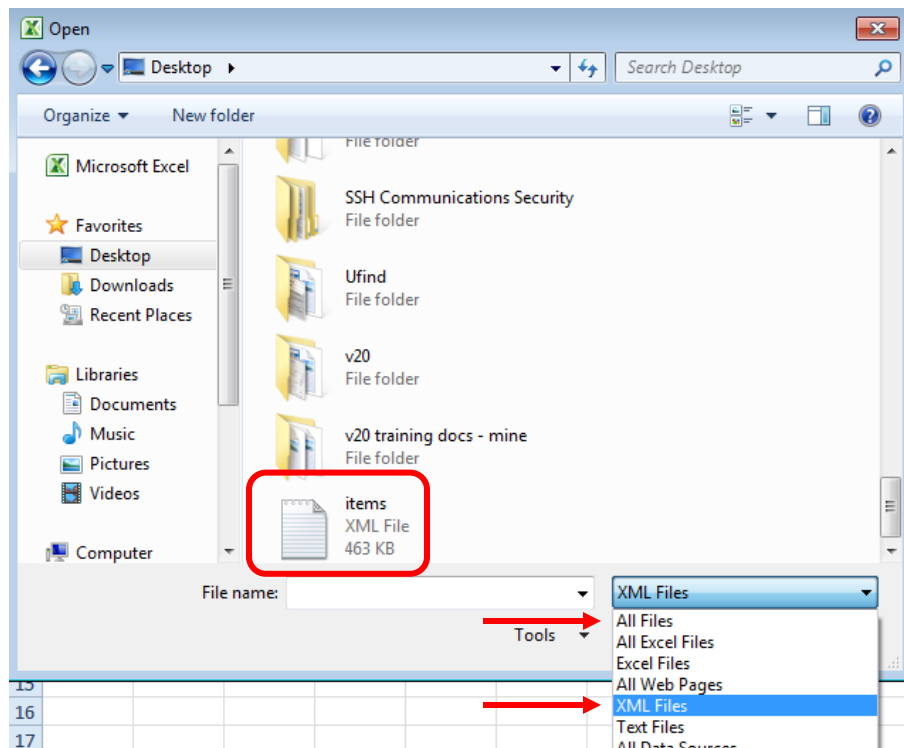 Open
Desktop
Search Desktop
Organize
New folder
Microsoft Excel
Favorites
Desktop
Downloads
Recent Places
Libraries
Documents
Music
Pictures
Videos
Computer
File folder
SSH Communications Security
File folder
Ufind
File folder
v20
File folder
v20 training docs - mine
File folder
items
XML File
463 KB
File name:
XML Files
Tools
All Files
All Excel Files
Excel Files
All Web Pages
XML Files
Text Files
All Data Sources
15
16
17